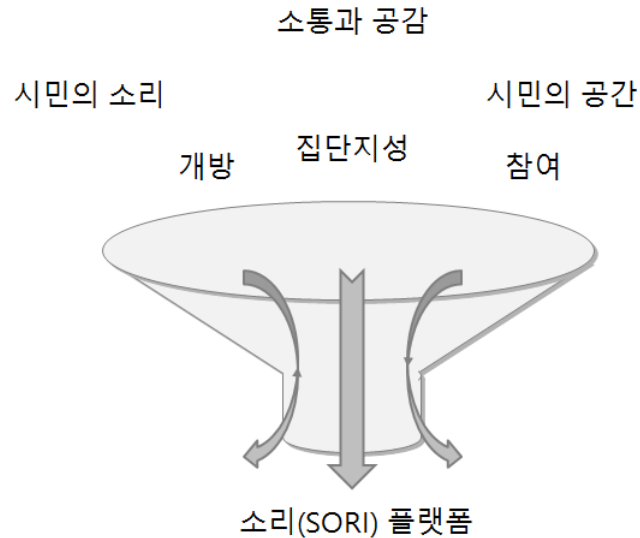 소통과 공감
시민의 소리
시민의 공간
집단지성
개방
참여
소리(SORI) 플랫폼